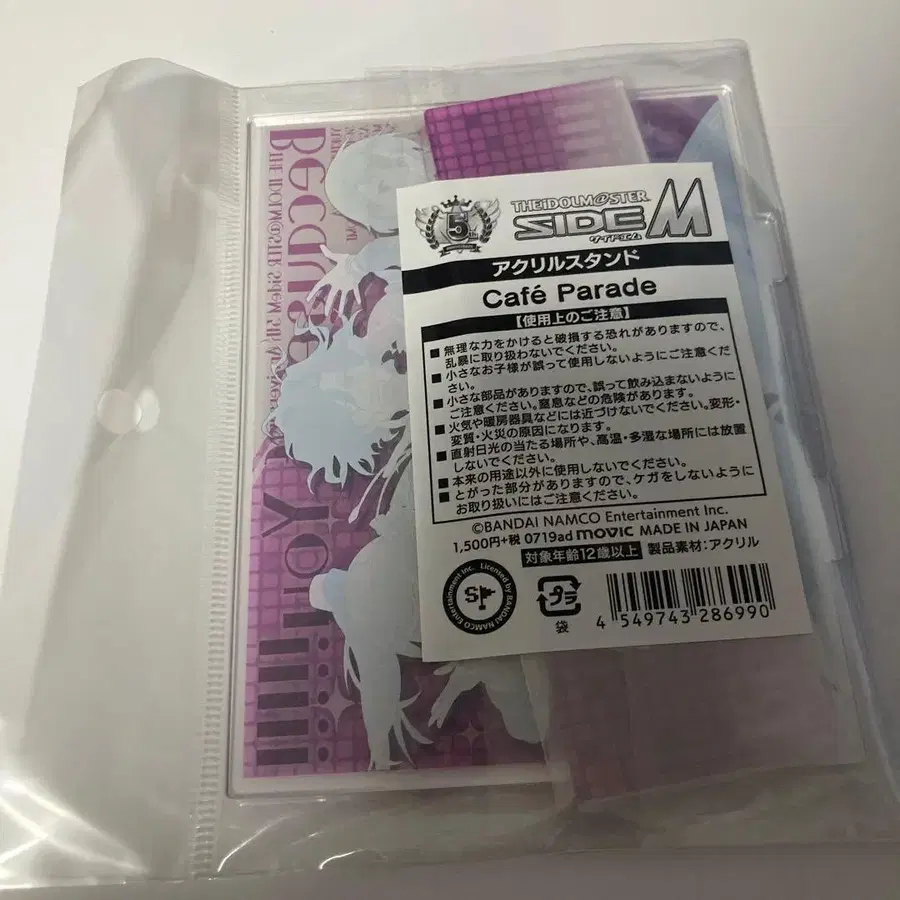 5th
THE IDOLM@STER
SIDE M
サイドエム
アクリルスタンド
Café Parade
【使用上のご注意】
■ 無理な力をかけると破損する恐れがありますので、
乱暴に取り扱わないでください。
■ 小さなお子様が誤って使用しないようにご注意くだ
さい。
■ 小さな部品がありますので、誤って飲み込まないように
ご注意ください。窒息などの危険があります。
■ 火気や暖房器具などには近づけないでください。変形・
変質・火災の原因になります。
■ 直射日光の当たる場所や、高温・多湿な場所には放置
しないでください。
■ 本来の用途以外に使用しないでください。
■ とがった部分がありますので、ケガをしないように
お取り扱いにはご注意ください。
©BANDAI NAMCO Entertainment Inc.
1,500円+税 0719ad movic MADE IN JAPAN
対象年齢12歳以上 製品素材:アクリル
Licensed by BANDAI NAMCO Entertainment Inc.
プラ
袋
4 549743 286990
Because
You